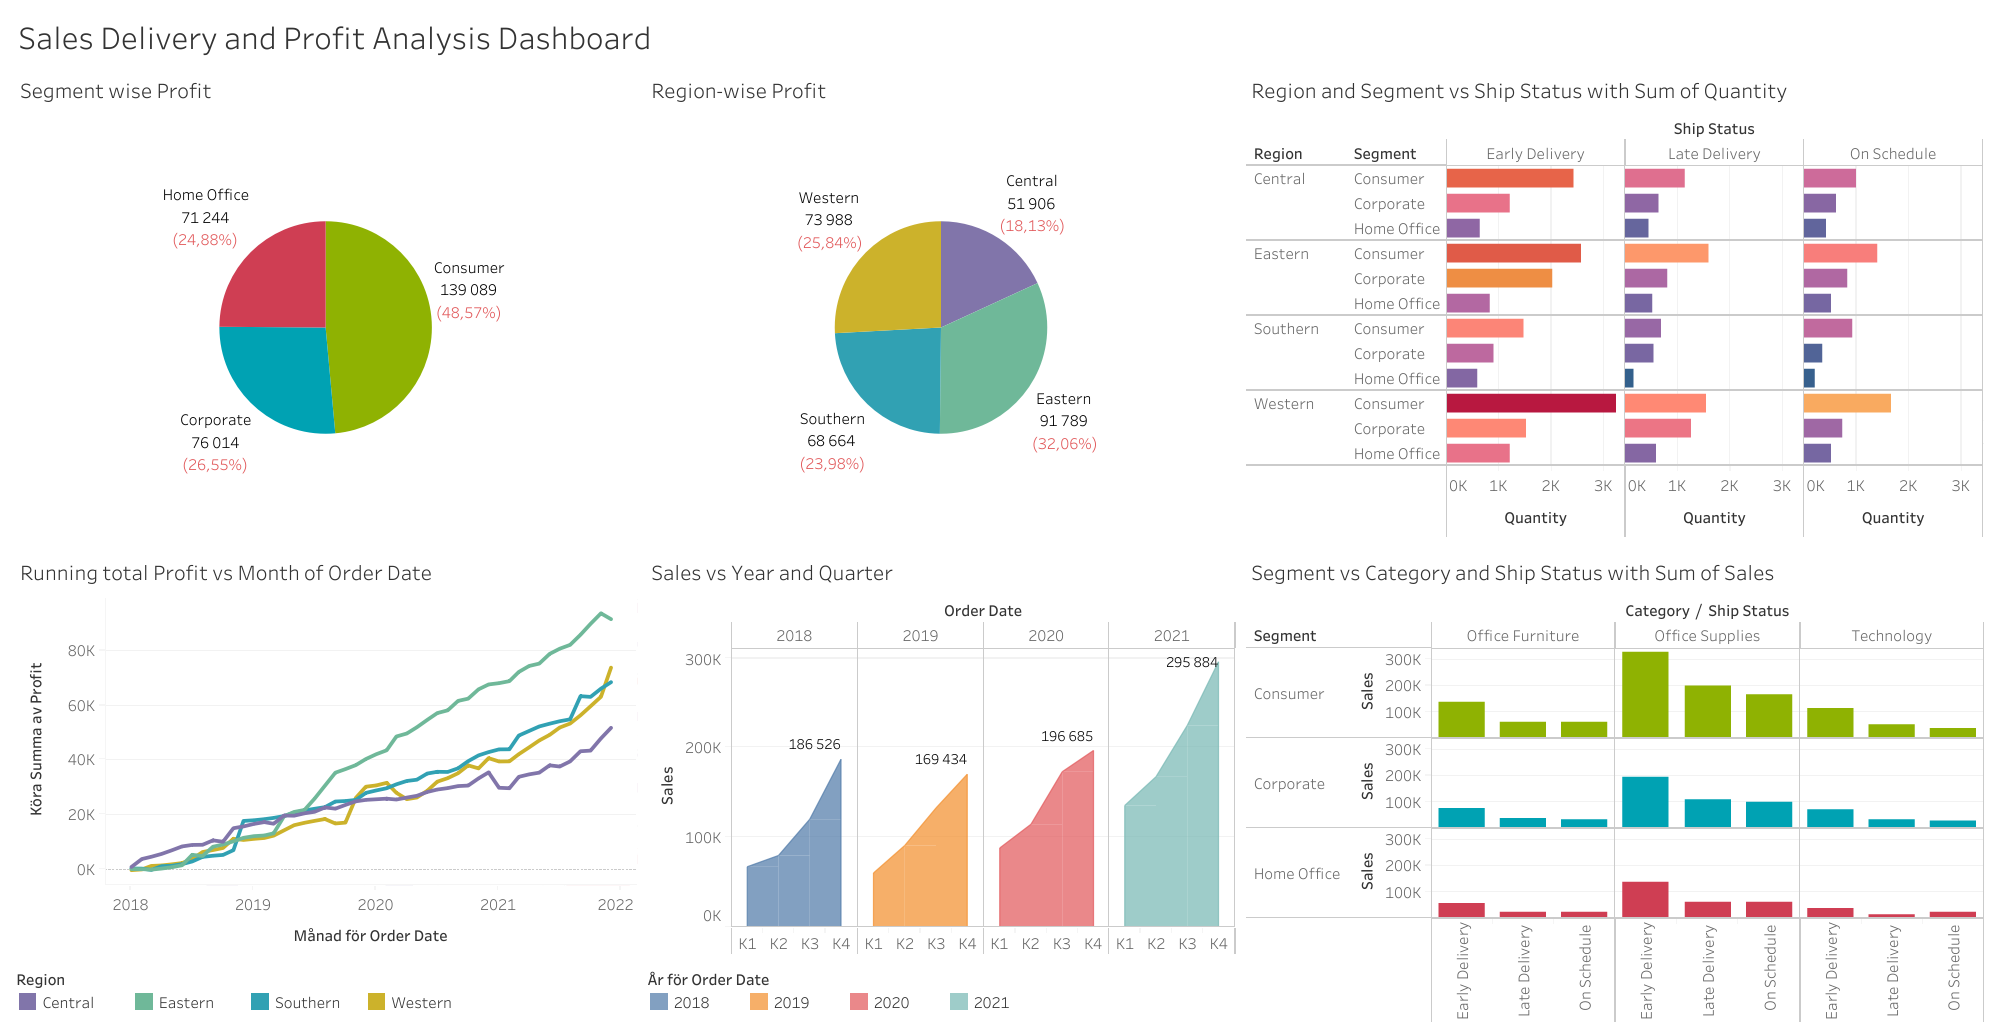 Sales Delivery and Profit Analysis Dashboard
Segment wise Profit
Home Office
71 244
(24,88%)
Consumer
139 089
(48,57%)
Corporate
76 014
(26,55%)
Region-wise Profit
Central
51 906
(18,13%)
Western
73 988
(25,84%)
Eastern
91 789
(32,06%)
Southern
68 664
(23,98%)
Region and Segment vs Ship Status with Sum of Quantity
Ship Status
Region Segment Early Delivery Late Delivery On Schedule
Central Consumer
Corporate
Home Office
Eastern Consumer
Corporate
Home Office
Southern Consumer
Corporate
Home Office
Western Consumer
Corporate
Home Office
0K 1K 2K 3K 0K 1K 2K 3K 0K 1K 2K 3K
Quantity Quantity Quantity
Running total Profit vs Month of Order Date
Köra Summa av Profit
80K
60K
40K
20K
0K
2018 2019 2020 2021 2022
Månad för Order Date
Region
Central Eastern Southern Western
Sales vs Year and Quarter
Order Date
2018 2019 2020 2021
Sales
300K
200K
100K
0K
186 526
169 434
196 685
295 884
K1 K2 K3 K4 K1 K2 K3 K4 K1 K2 K3 K4 K1 K2 K3 K4
År för Order Date
2018 2019 2020 2021
Segment vs Category and Ship Status with Sum of Sales
Category / Ship Status
Segment Office Furniture Office Supplies Technology
Consumer
Sales
300K
200K
100K
Corporate
Sales
300K
200K
100K
Home Office
Sales
300K
200K
100K
Early Delivery
Late Delivery
On Schedule
Early Delivery
Late Delivery
On Schedule
Early Delivery
Late Delivery
On Schedule